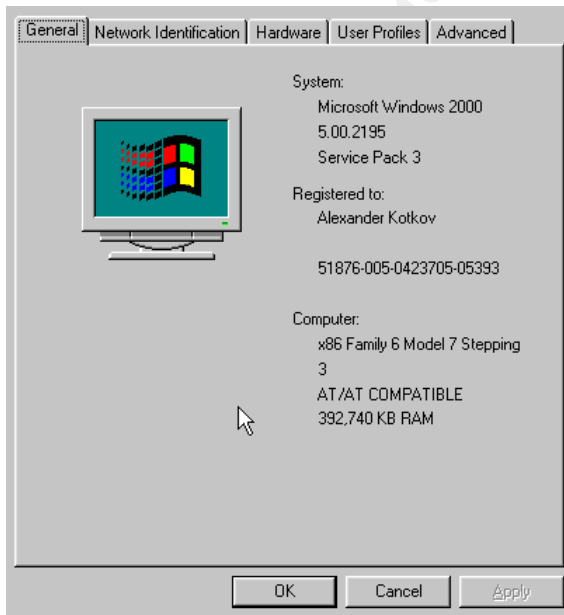 General Network Identification Hardware User Profiles Advanced
System:
Microsoft Windows 2000
5.00.2195
Service Pack 3
Registered to:
Alexander Kotkov
51876-005-0423705-05393
Computer:
x86 Family 6 Model 7 Stepping
3
AT/AT COMPATIBLE
392,740 KB RAM
OK Cancel Apply